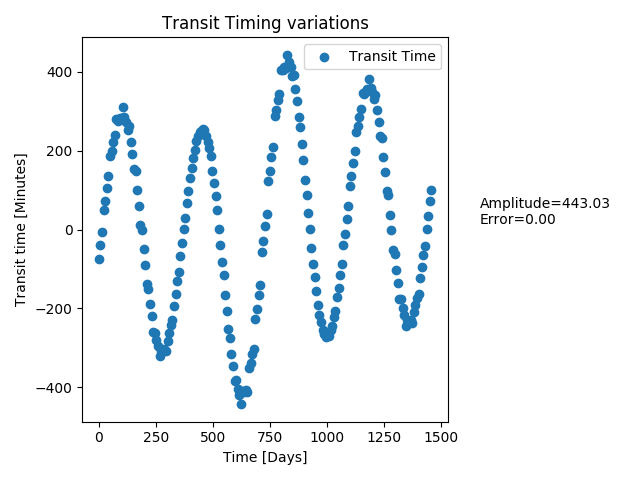 Transit Timing variations
Transit Time
Transit time [Minutes]
400
200
0
−200
−400
0
250
500
750
1000
1250
1500
Time [Days]
Amplitude=443.03
Error=0.00